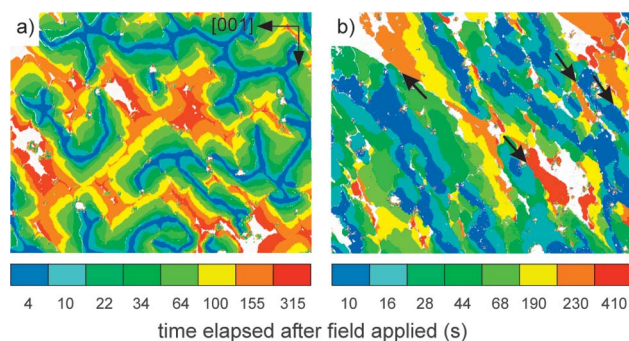 a)
[001]
b)
4 10 22 34 64 100 155 315
10 16 28 44 68 190 230 410
time elapsed after field applied (s)